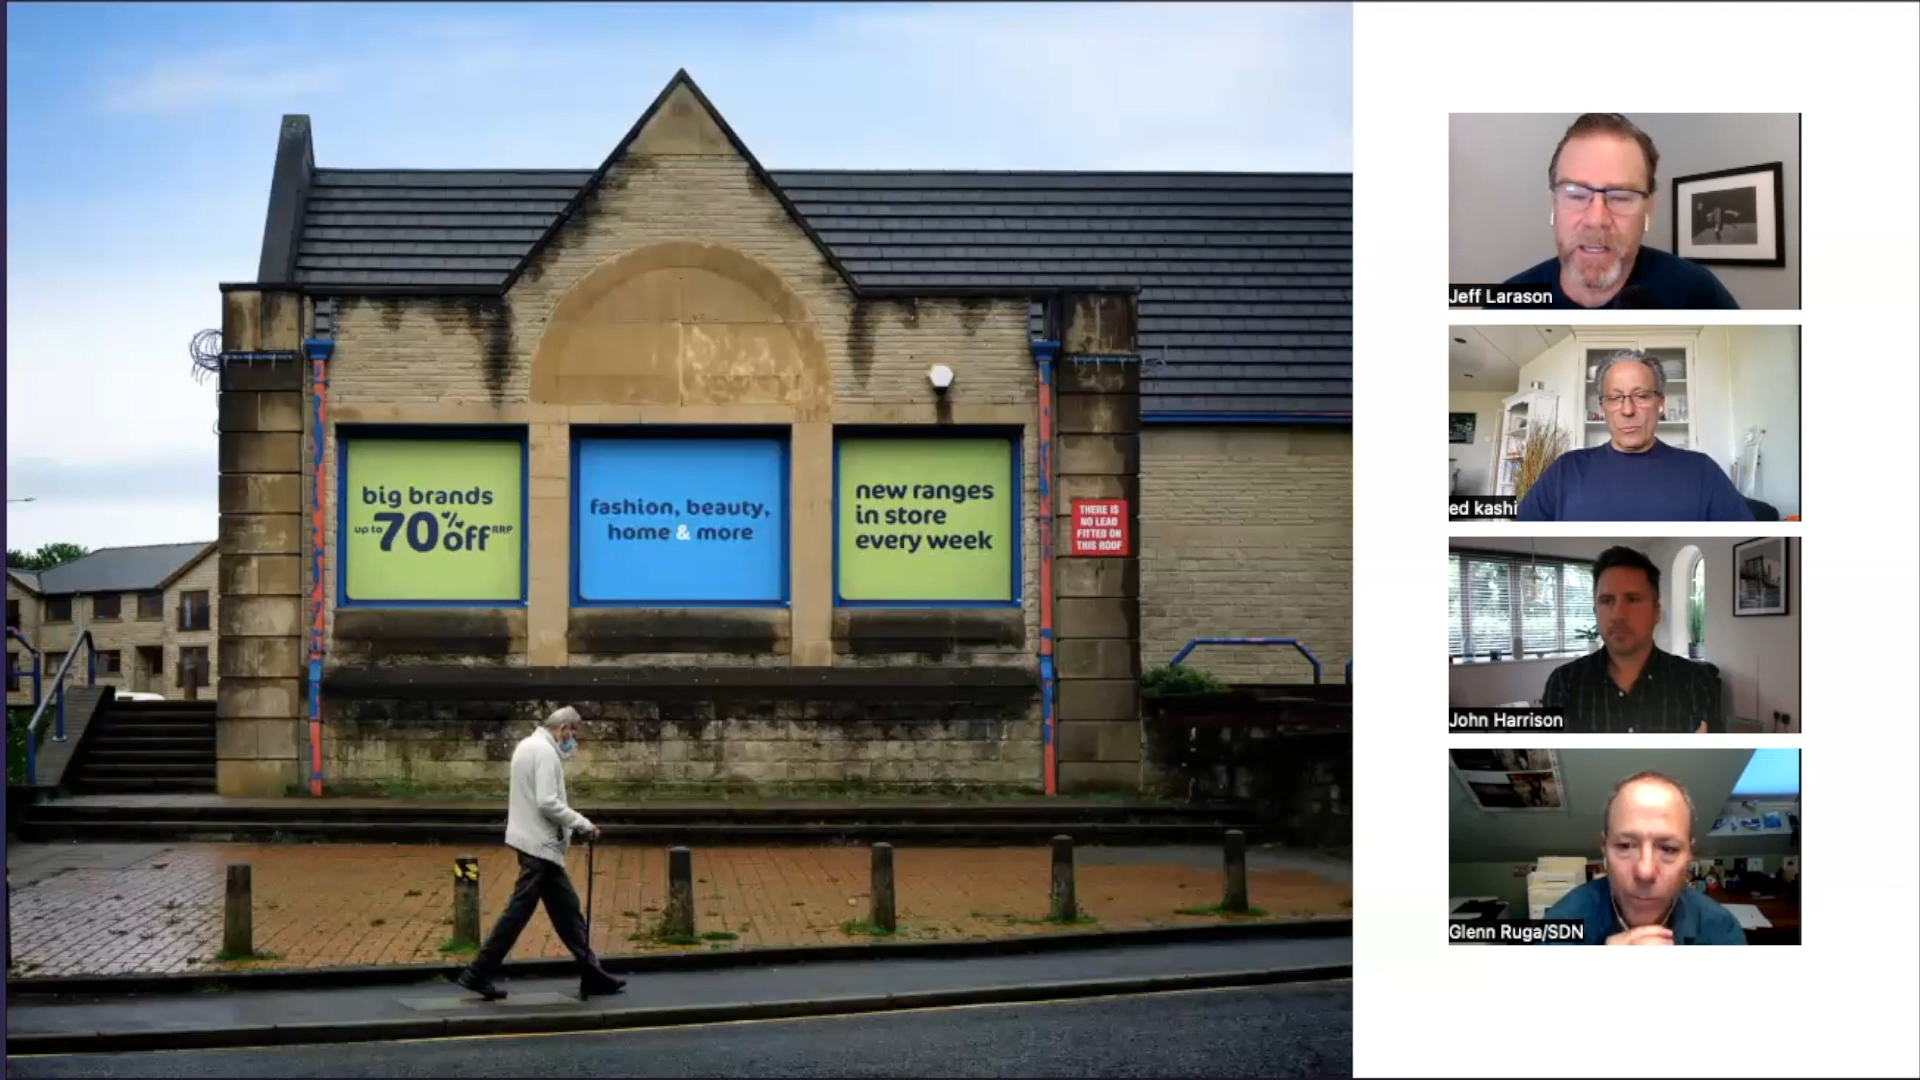 big brands
up to 70% off RRP
fashion, beauty,
home & more
new ranges
in store
every week
THERE IS
NO LEAD
FITTED ON
THIS ROOF
Jeff Larason
ed kashi
John Harrison
Glenn Ruga/SDN